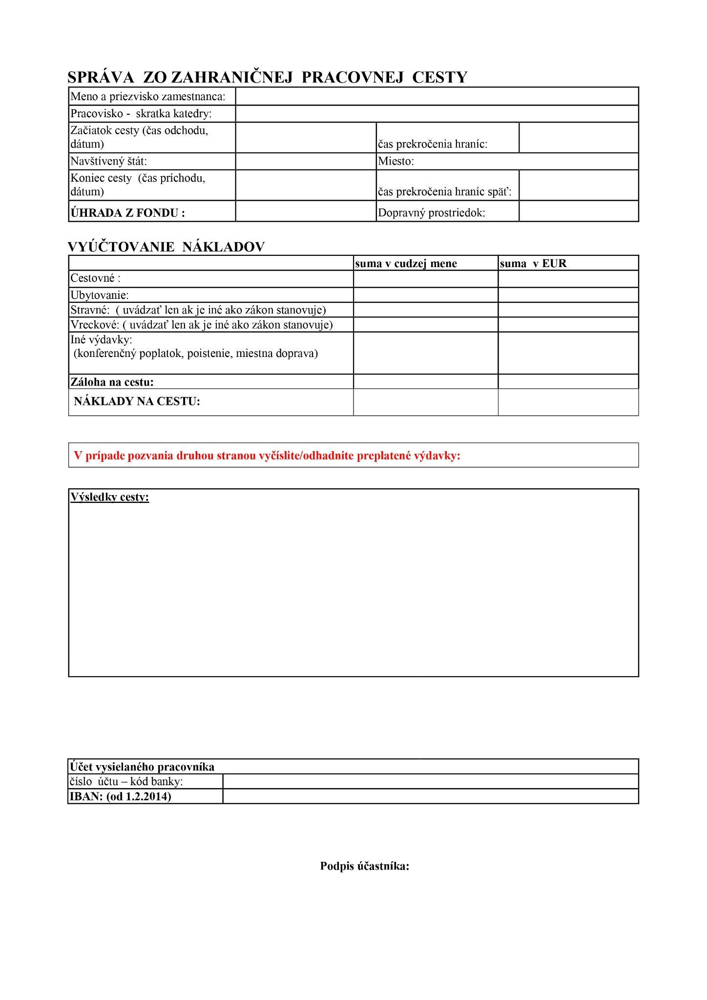 SPRÁVA ZO ZAHRANIČNEJ PRACOVNEJ CESTY
Meno a priezvisko zamestnanca:
Pracovisko - skratka katedry:
Začiatok cesty (čas odchodu,
dátum)
čas prekročenia hraníc:
Navštívený štát:
Miesto:
Koniec cesty (čas príchodu,
dátum)
čas prekročenia hraníc späť:
ÚHRADA Z FONDU :
Dopravný prostriedok:
VYÚČTOVANIE NÁKLADOV
suma v cudzej mene
suma v EUR
Cestovné :
Ubytovanie:
Stravné: ( uvádzať len ak je iné ako zákon stanovuje)
Vreckové: ( uvádzať len ak je iné ako zákon stanovuje)
Iné výdavky:
(konferenčný poplatok, poistenie, miestna doprava)
Záloha na cestu:
NÁKLADY NA CESTU:
V prípade pozvania druhou stranou vyčíslite/odhadnite preplatené výdavky:
Výsledky cesty:
Účet vysielaného pracovníka
číslo účtu – kód banky:
IBAN: (od 1.2.2014)
Podpis účastníka: